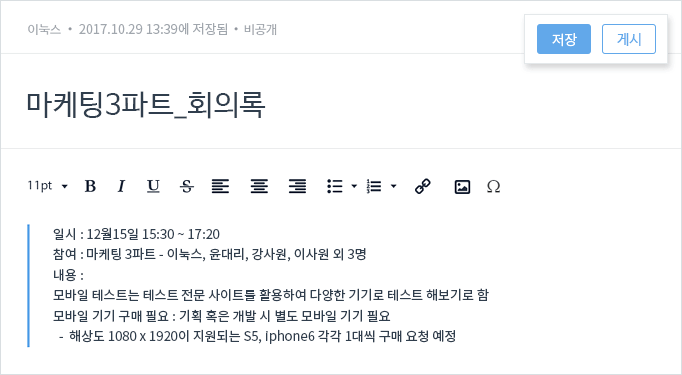 이눅스 • 2017.10.29 13:39에 저장됨 • 비공개
저장 게시
마케팅3파트_회의록
11pt B I U S Ω
일시 : 12월15일 15:30 ~ 17:20
참여 : 마케팅 3파트 - 이눅스, 윤대리, 강사원, 이사원 외 3명
내용 :
모바일 테스트는 테스트 전문 사이트를 활용하여 다양한 기기로 테스트 해보기로 함
모바일 기기 구매 필요 : 기획 혹은 개발 시 별도 모바일 기기 필요
- 해상도 1080 x 1920이 지원되는 S5, iphone6 각각 1대씩 구매 요청 예정